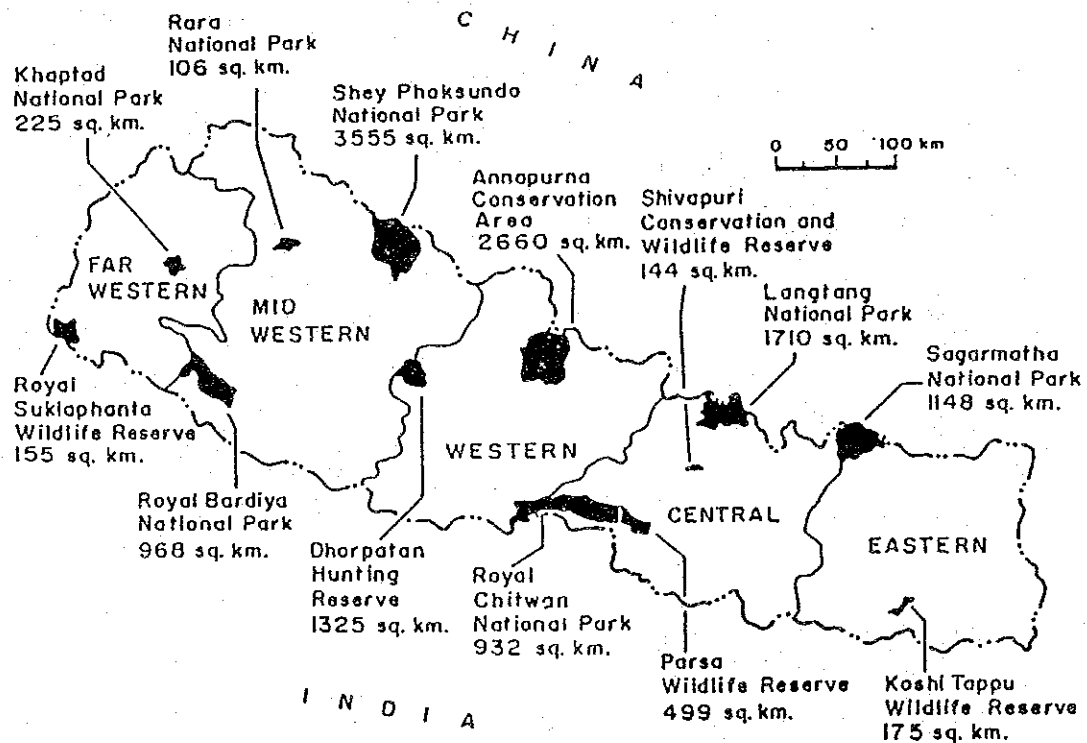 CHINA
Rara
National Park
106 sq. km.
Khaptad
National Park
225 sq. km.
Shey Phoksundo
National Park
3555 sq. km.
0 50 100 km
Annapurna
Conservation
Area
2660 sq. km.
Shivapuri
Conservation and
Wildlife Reserve
144 sq. km.
Langtang
National Park
1710 sq. km.
Sagarmatha
National Park
1148 sq. km.
FAR
WESTERN
MID
WESTERN
WESTERN
CENTRAL
EASTERN
Royal
Suklaphanta
Wildlife Reserve
155 sq. km.
Royal Bardiya
National Park
968 sq. km.
Dhorpatan
Hunting
Reserve
1325 sq. km.
Royal
Chitwan
National Park
932 sq. km.
Parsa
Wildlife Reserve
499 sq. km.
Koshi Tappu
Wildlife Reserve
175 sq. km.
INDIA